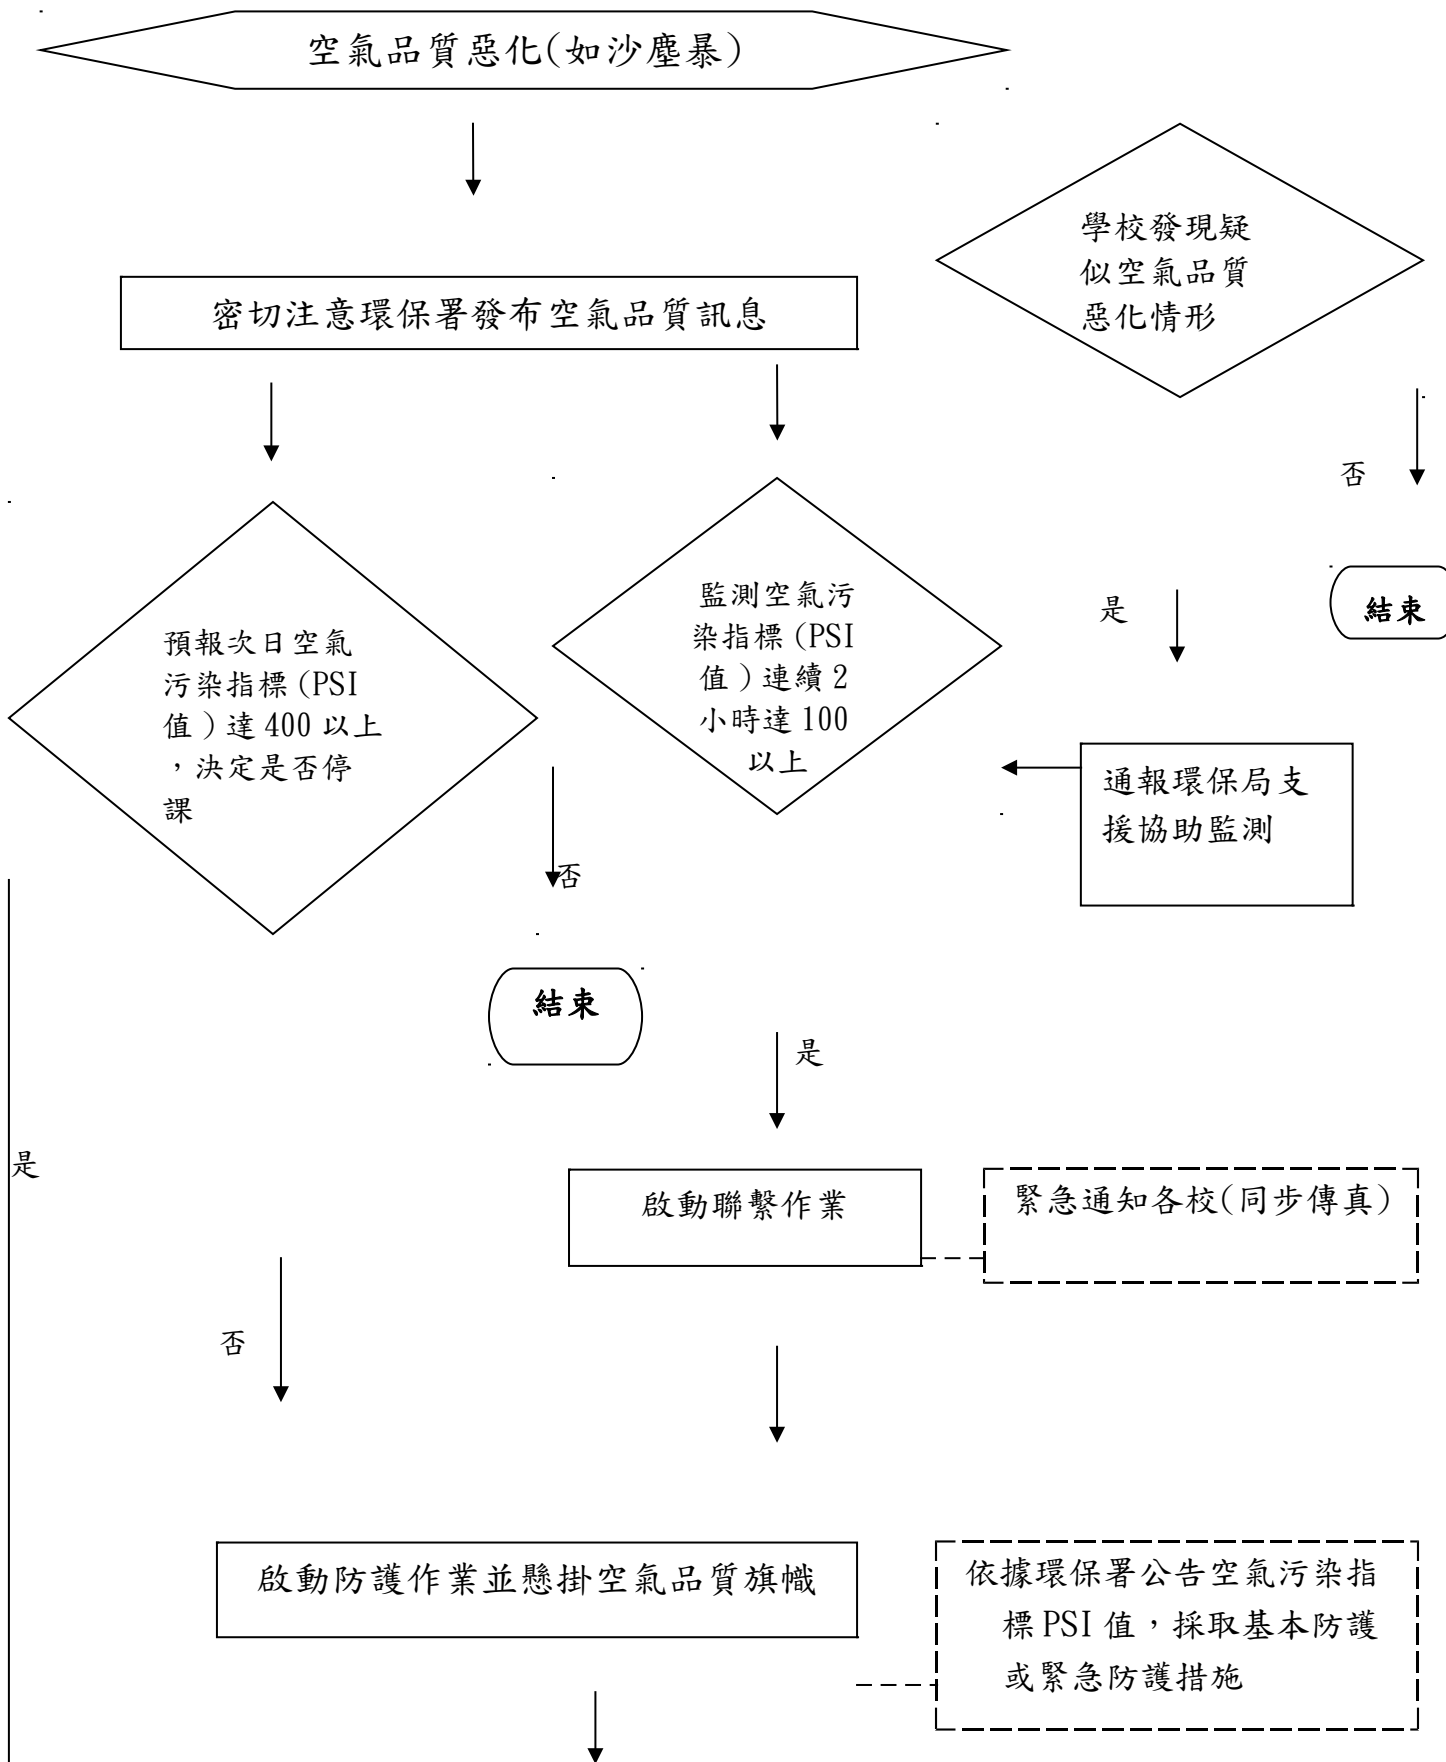 空氣品質惡化(如沙塵暴)
學校發現疑
似空氣品質
惡化情形
密切注意環保署發布空氣品質訊息
否
結束
是
監測空氣污
染指標(PSI
值)連續2
小時達100
以上
預報次日空氣
污染指標(PSI
值)達400以上
，決定是否停
課
通報環保局支
援協助監測
否
結束
是
是
啟動聯繫作業
緊急通知各校(同步傳真)
否
啟動防護作業並懸掛空氣品質旗幟
依據環保署公告空氣污染指
標PSI值，採取基本防護
或緊急防護措施